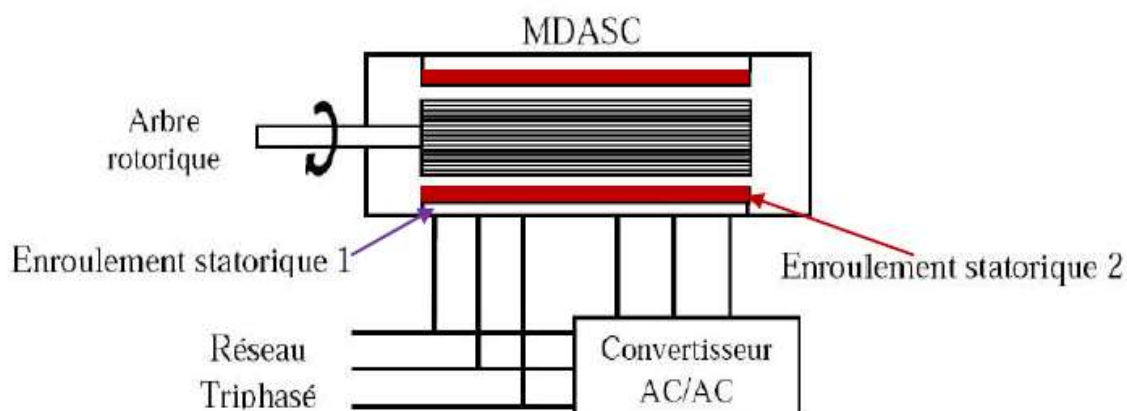 MDASC
Arbre
rotorique
Enroulement statorique 1
Enroulement statorique 2
Réseau
Triphasé
Convertisseur
AC/AC